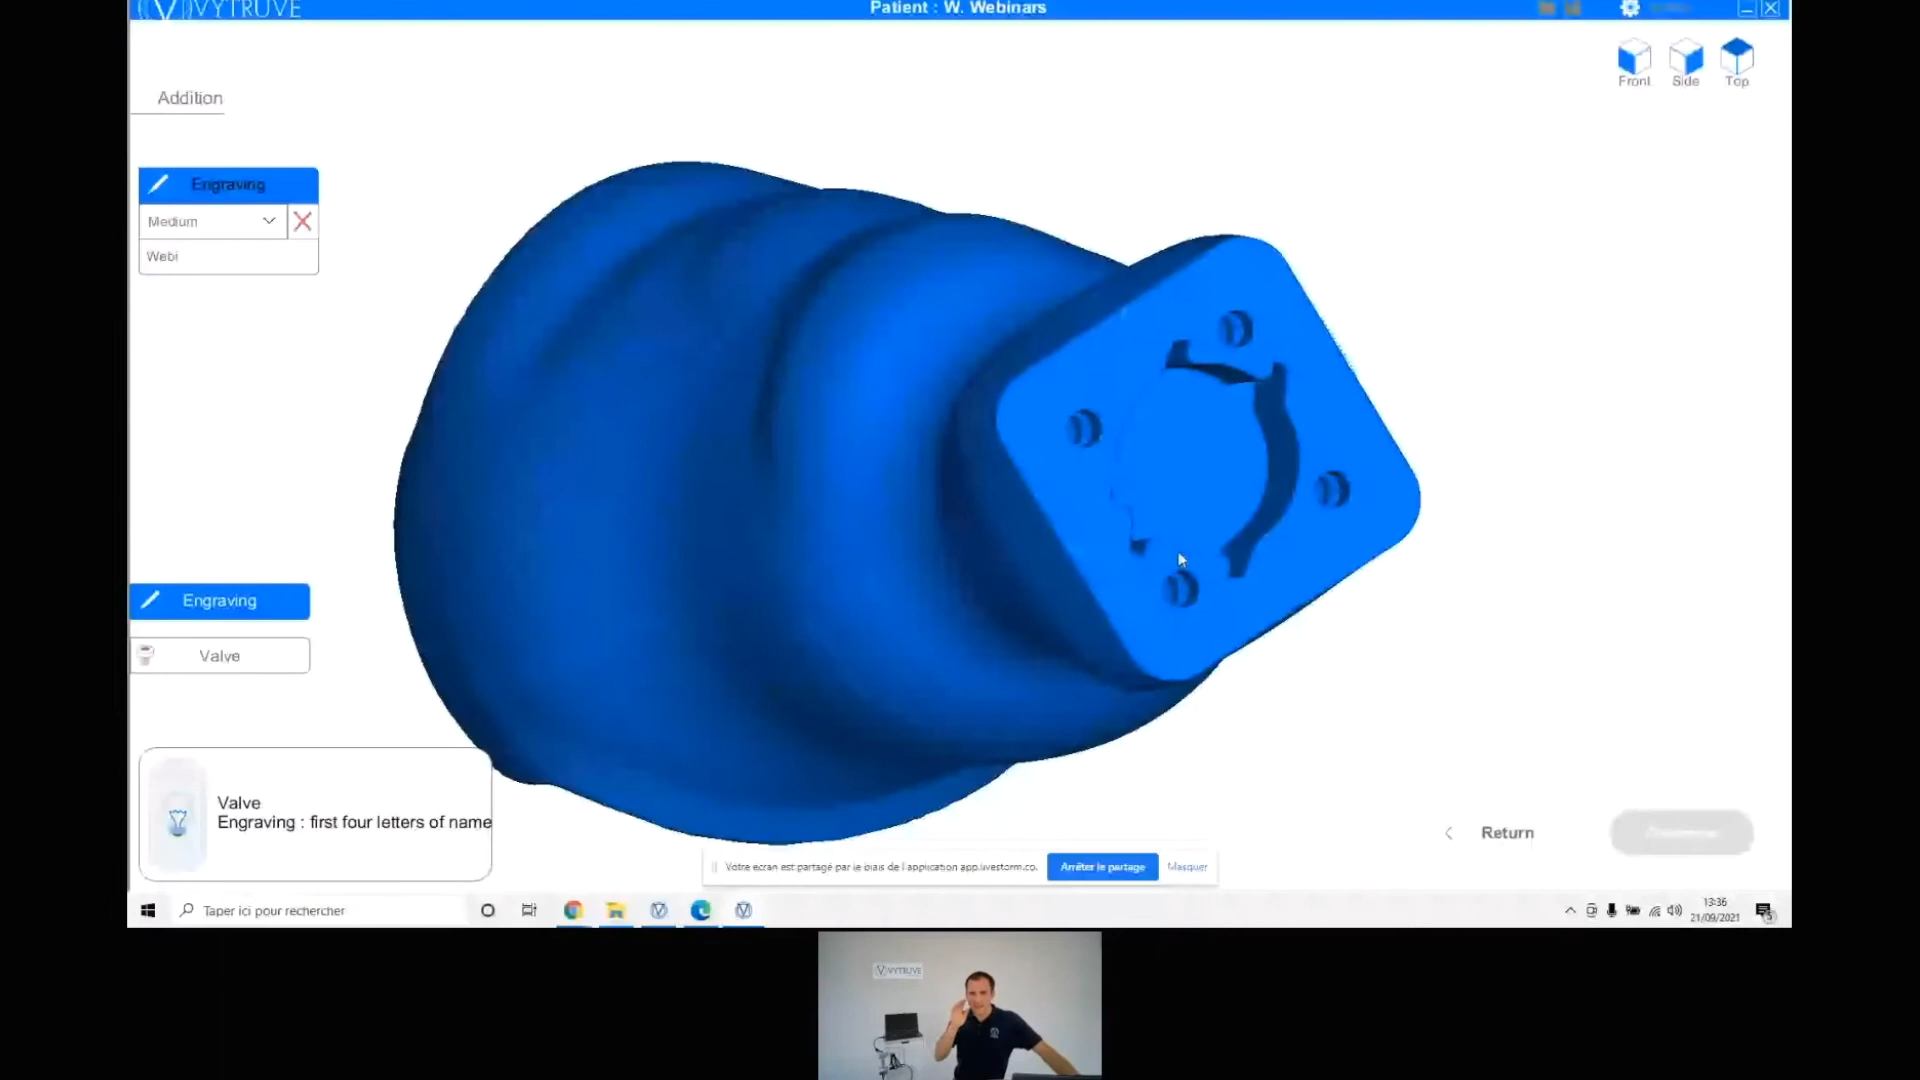 VYTRUVE
Patient : W. Webinars
Front
Side
Top
Addition
Engraving
Medium
Webi
Engraving
Valve
Valve
Engraving : first four letters of name
Return
Votre écran est partagé par le biais de l'application app.livestorm.co.
Arrêter le partage
Masquer
Taper ici pour rechercher
13:36
21/09/2021
5
VYTRUVE